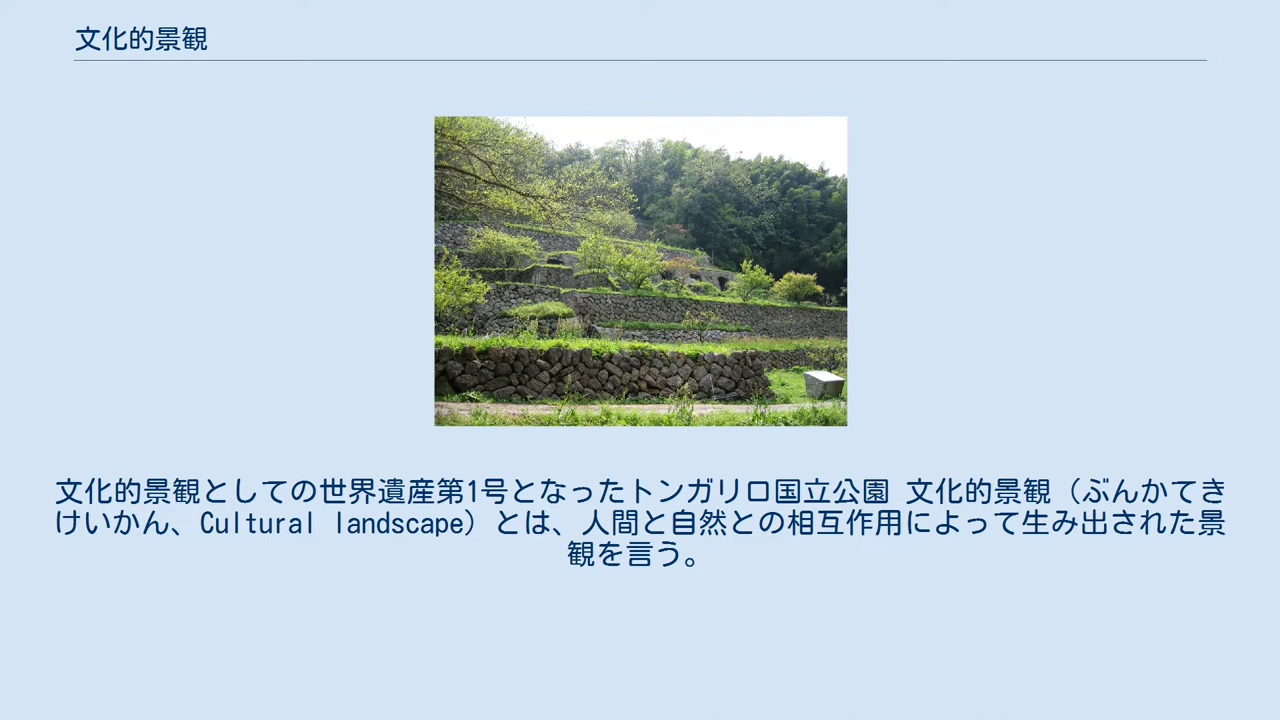 文化的景観
文化的景観としての世界遺産第1号となったトンガリロ国立公園 文化的景観（ぶんかてき
けいかん、Cultural landscape）とは、人間と自然との相互作用によって生み出された景
観を言う。